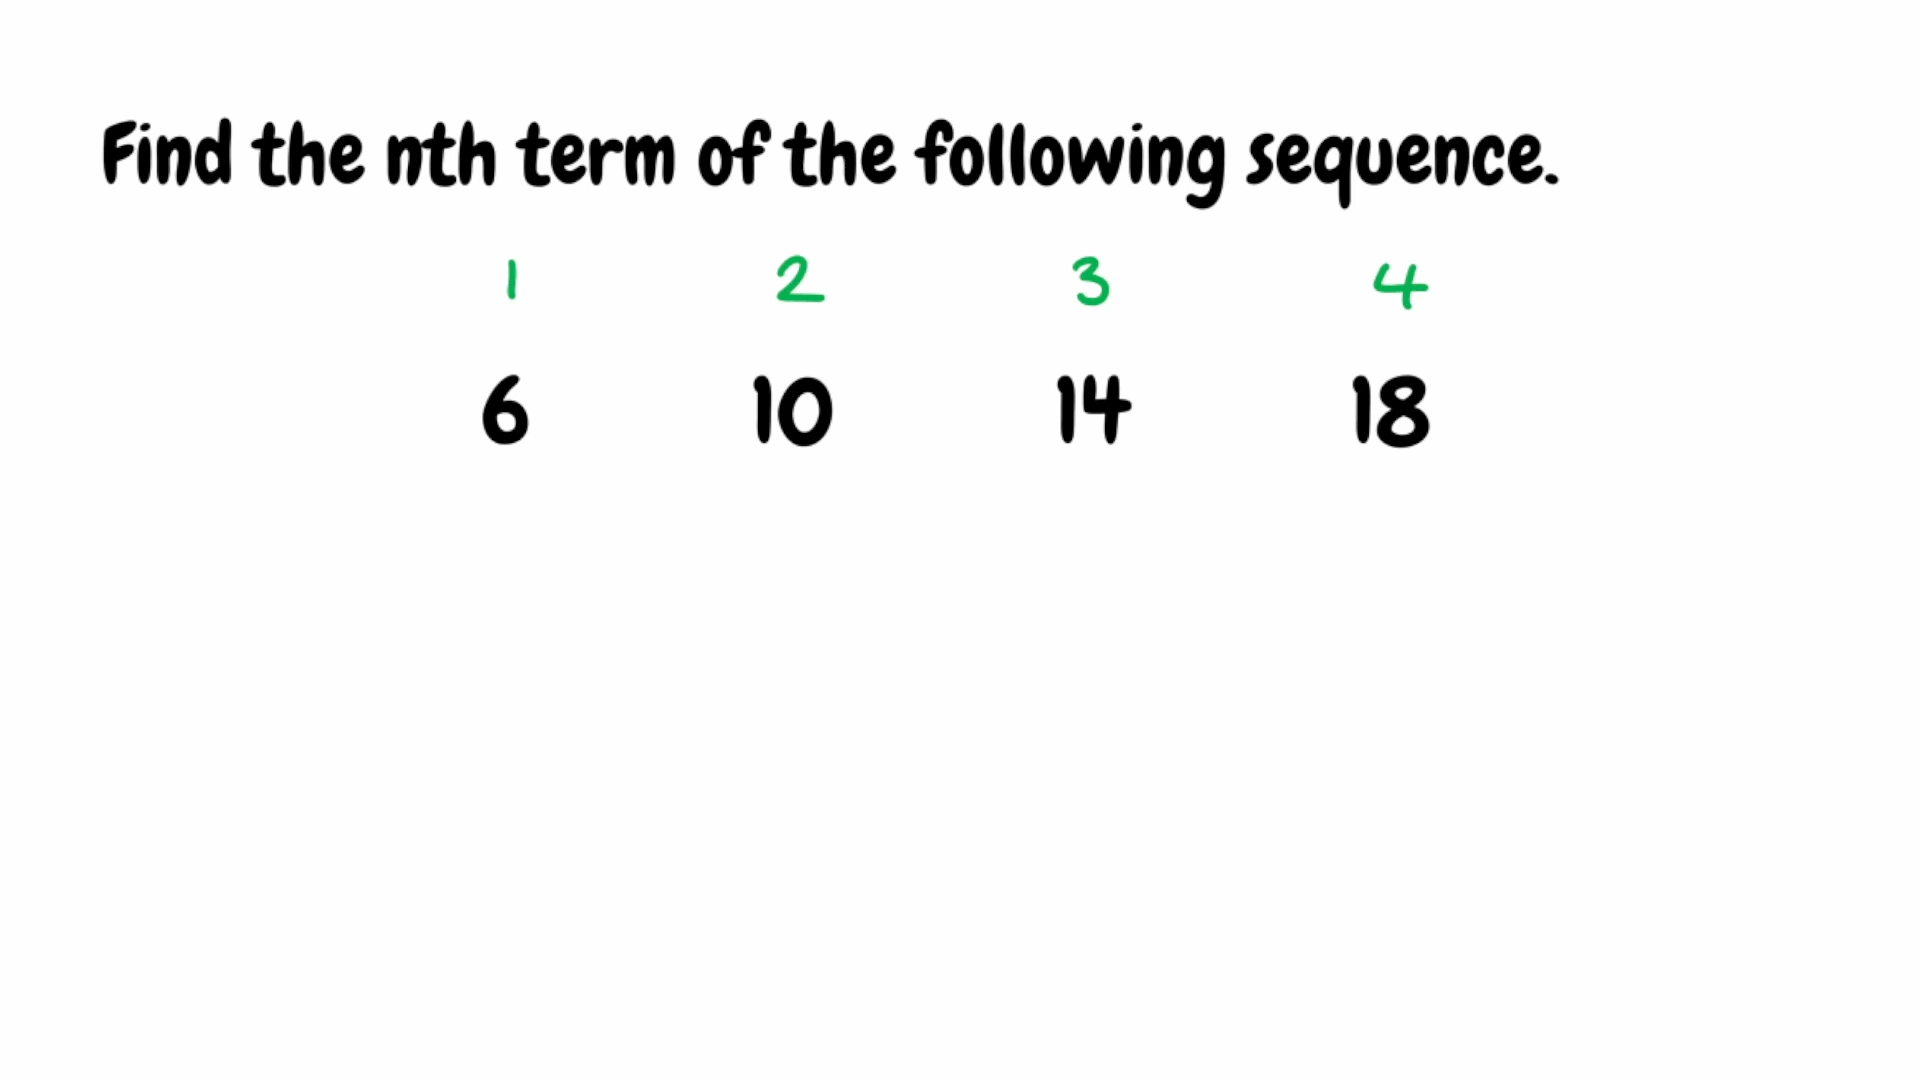 Find the nth term of the following sequence.
1 2 3 4
6 10 14 18